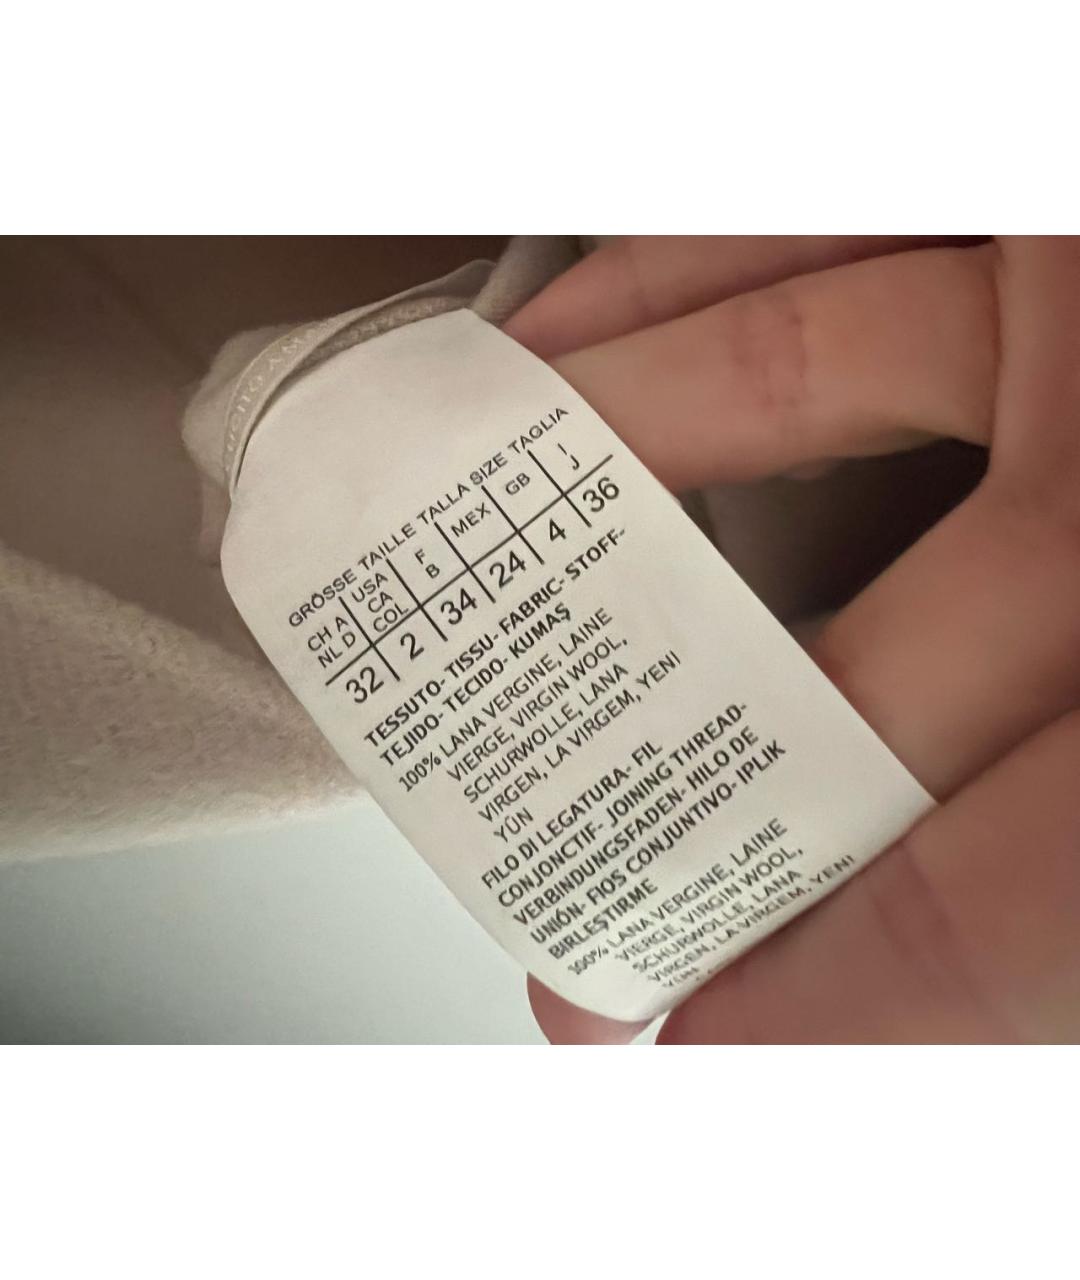 GRÖSSE TAILLE TALLA SIZE TAGLIA
CH A NL D USA CA COL F B MEX GB I J
32 2 34 24 4 36
TESSUTO- TISSU- FABRIC- STOFF-
TEJIDO- TECIDO- KUMAŞ
100% LANA VERGINE, LAINE
VIERGE, VIRGIN WOOL,
SCHURWOLLE, LANA
VIRGEN, LA VIRGEM, YENI
YÜN
FILO DI LEGATURA- FIL
CONJONCTIF- JOINING THREAD-
VERBINDUNGSFADEN- HILO DE
UNIÓN- FIOS CONJUNTIVO- IPLIK
BIRLEŞTIRME
100% LANA VERGINE, LAINE
VIERGE, VIRGIN WOOL,
SCHURWOLLE, LANA
VIRGEN, LA VIRGEM, YENI